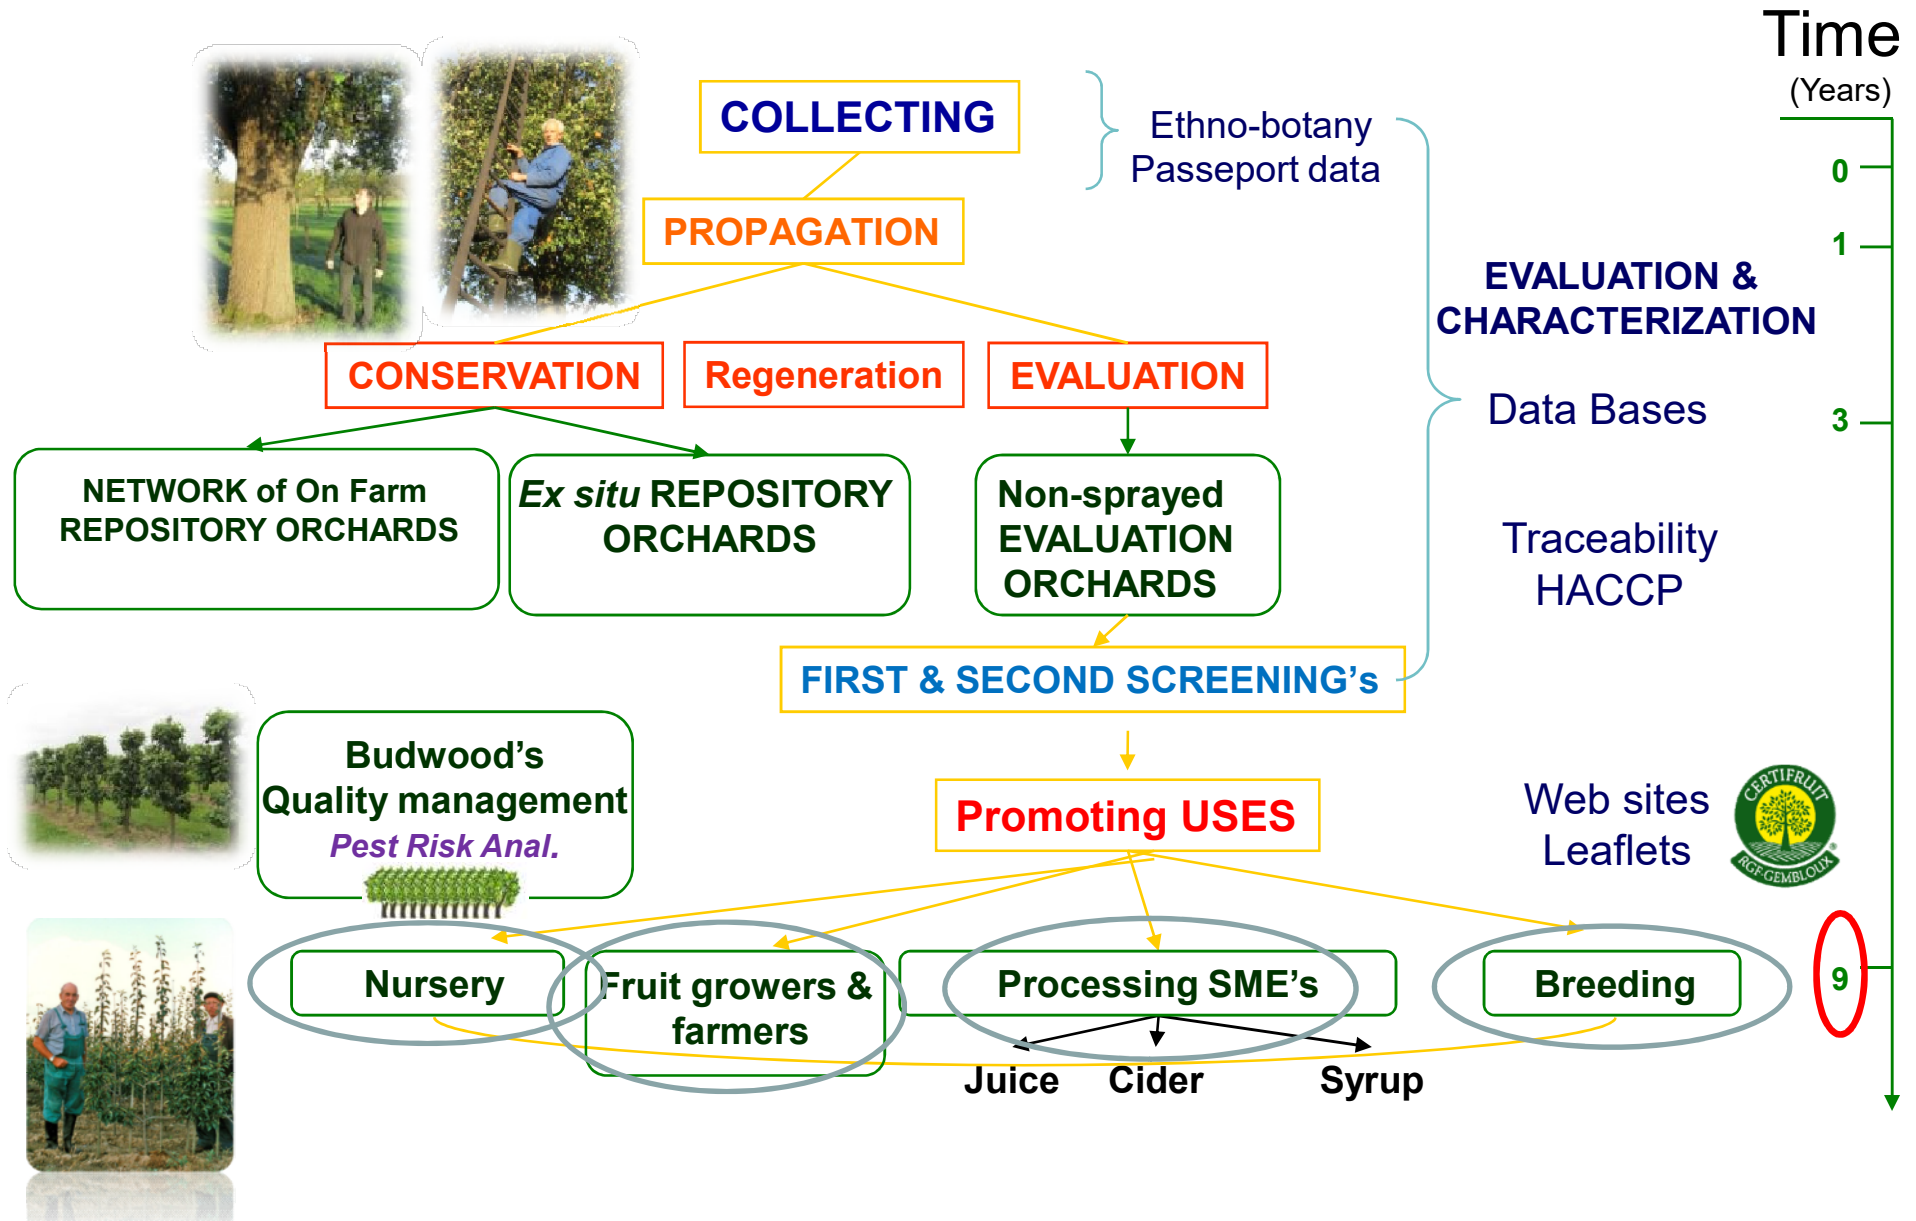 Time
(Years)
COLLECTING
Ethno-botany
Passeport data
0
PROPAGATION
1
EVALUATION &
CHARACTERIZATION
CONSERVATION
Regeneration
EVALUATION
Data Bases
3
NETWORK of On Farm
REPOSITORY ORCHARDS
Ex situ REPOSITORY
ORCHARDS
Non-sprayed
EVALUATION
ORCHARDS
Traceability
HACCP
FIRST & SECOND SCREENING’s
Budwood’s
Quality management
Pest Risk Anal.
Promoting USES
Web sites
Leaflets
CERTIFRUIT
RGF-GEMBLOUX
®
Nursery
Fruit growers &
farmers
Processing SME’s
Breeding
9
Juice
Cider
Syrup